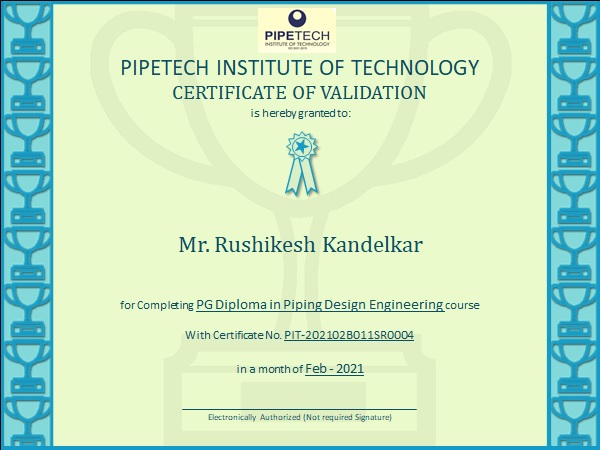 PIPETECH
INSTITUTE OF TECHNOLOGY
PIPETECH INSTITUTE OF TECHNOLOGY
CERTIFICATE OF VALIDATION
is hereby granted to:
Mr. Rushikesh Kandelkar
for Completing PG Diploma in Piping Design Engineering course
With Certificate No. PIT-202102B011SR0004
in a month of Feb - 2021
Electronically Authorized (Not required Signature)